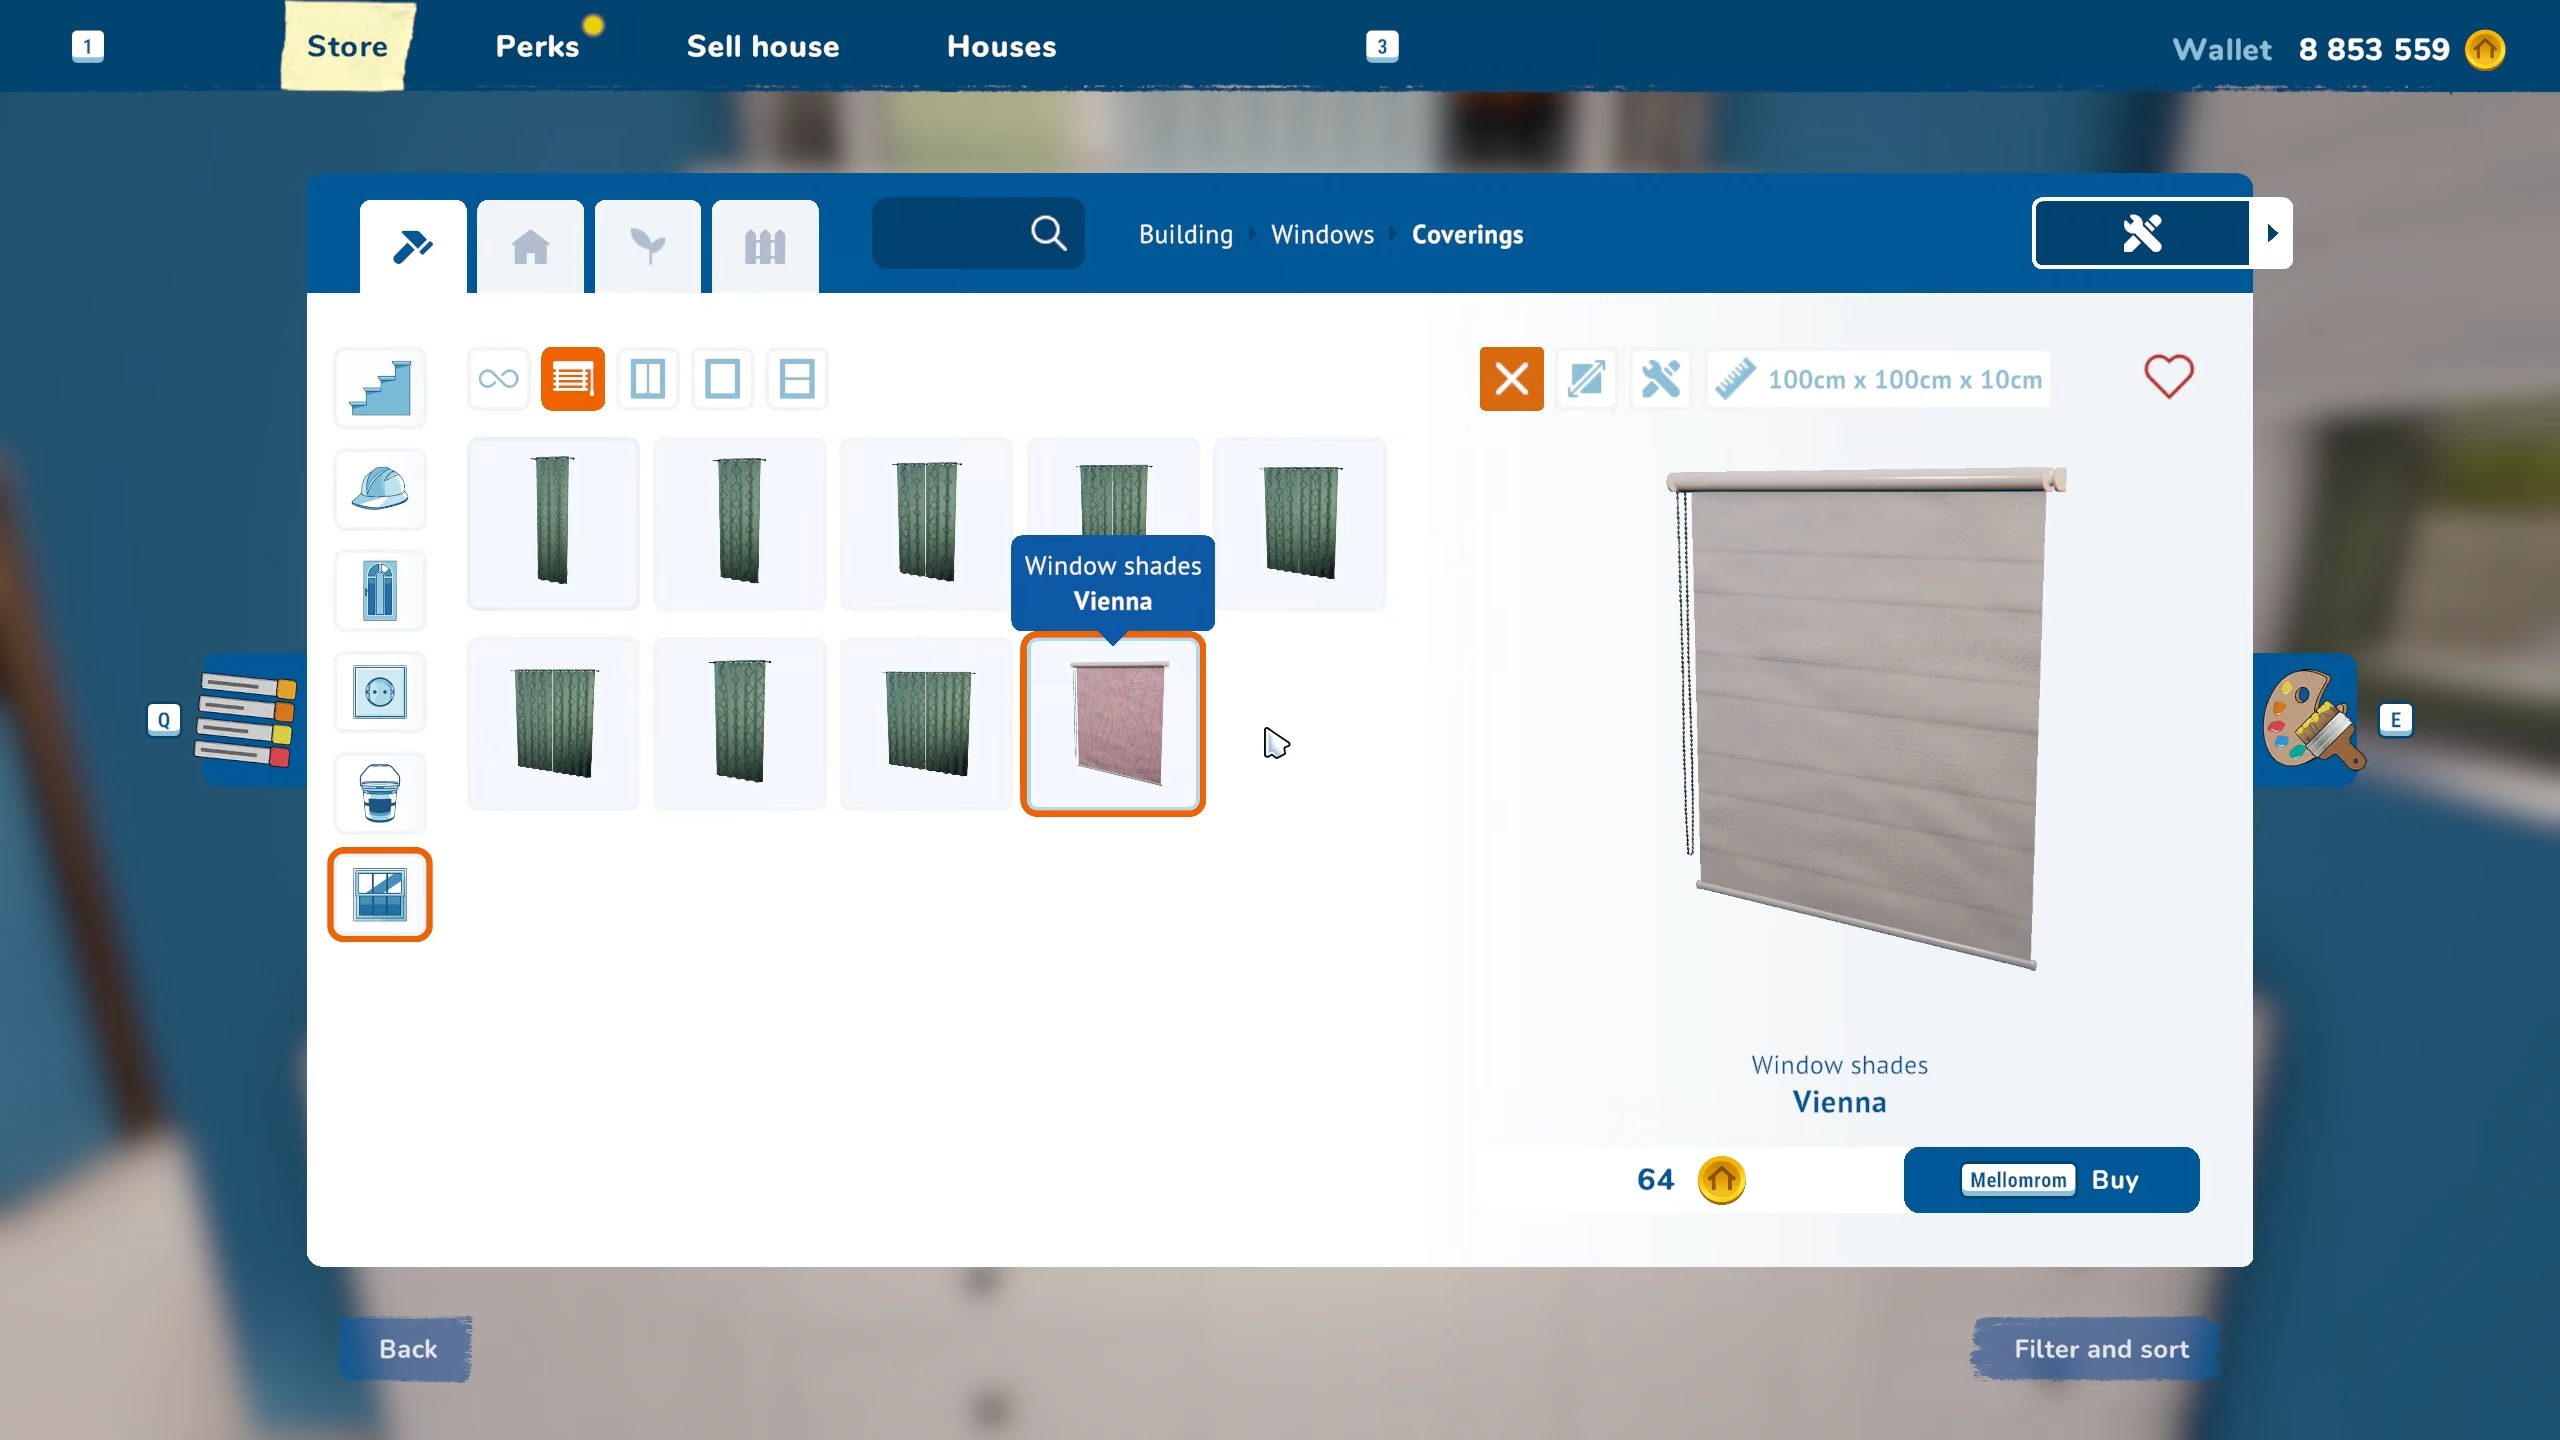 1
Store
Perks
Sell house
Houses
3
Wallet 8 853 559
Building Windows Coverings
100cm x 100cm x 10cm
Window shades
Vienna
Q
E
Window shades
Vienna
64
Mellomrom Buy
Back
Filter and sort